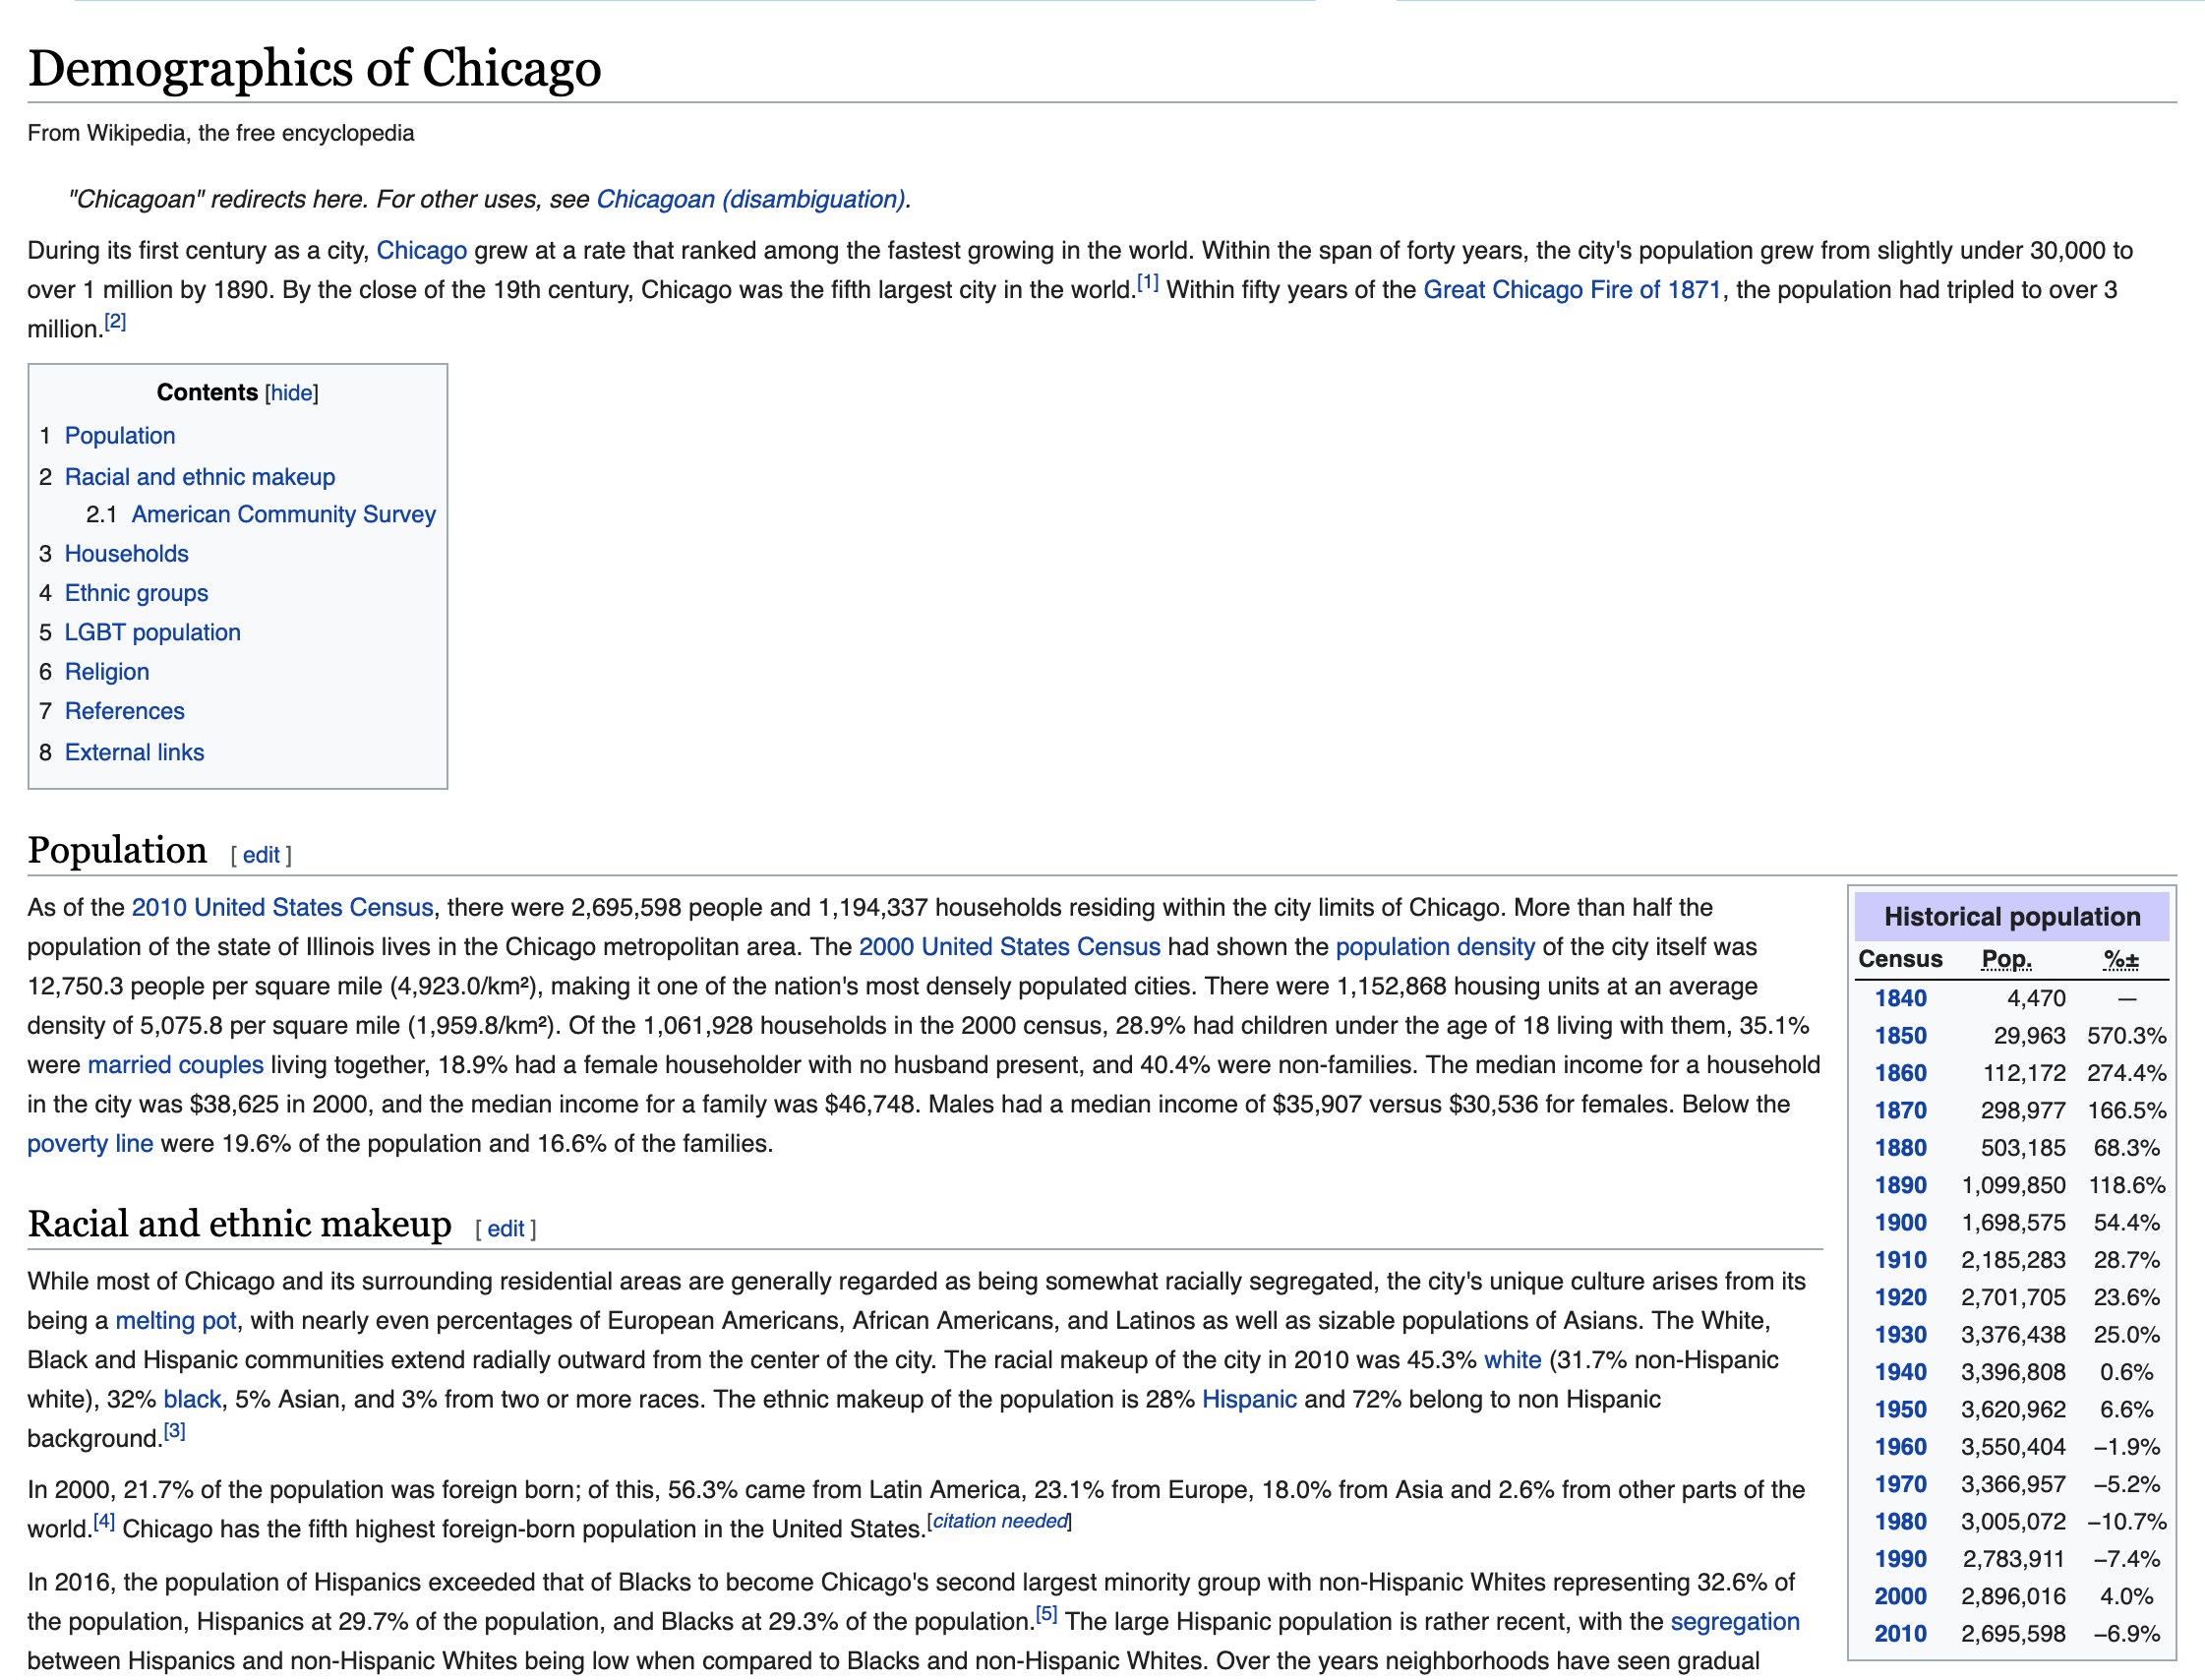 Demographics of Chicago
From Wikipedia, the free encyclopedia
"Chicagoan" redirects here. For other uses, see Chicagoan (disambiguation).
During its first century as a city, Chicago grew at a rate that ranked among the fastest growing in the world. Within the span of forty years, the city's population grew from slightly under 30,000 to
over 1 million by 1890. By the close of the 19th century, Chicago was the fifth largest city in the world.[1] Within fifty years of the Great Chicago Fire of 1871, the population had tripled to over 3
million.[2]
Contents [hide]
1 Population
2 Racial and ethnic makeup
2.1 American Community Survey
3 Households
4 Ethnic groups
5 LGBT population
6 Religion
7 References
8 External links
Population [ edit ]
As of the 2010 United States Census, there were 2,695,598 people and 1,194,337 households residing within the city limits of Chicago. More than half the
population of the state of Illinois lives in the Chicago metropolitan area. The 2000 United States Census had shown the population density of the city itself was
12,750.3 people per square mile (4,923.0/km²), making it one of the nation's most densely populated cities. There were 1,152,868 housing units at an average
density of 5,075.8 per square mile (1,959.8/km²). Of the 1,061,928 households in the 2000 census, 28.9% had children under the age of 18 living with them, 35.1%
were married couples living together, 18.9% had a female householder with no husband present, and 40.4% were non-families. The median income for a household
in the city was $38,625 in 2000, and the median income for a family was $46,748. Males had a median income of $35,907 versus $30,536 for females. Below the
poverty line were 19.6% of the population and 16.6% of the families.
Historical population
Census Pop. %±
1840 4,470 —
1850 29,963 570.3%
1860 112,172 274.4%
1870 298,977 166.5%
1880 503,185 68.3%
1890 1,099,850 118.6%
1900 1,698,575 54.4%
1910 2,185,283 28.7%
1920 2,701,705 23.6%
1930 3,376,438 25.0%
1940 3,396,808 0.6%
1950 3,620,962 6.6%
1960 3,550,404 −1.9%
1970 3,366,957 −5.2%
1980 3,005,072 −10.7%
1990 2,783,911 −7.4%
2000 2,896,016 4.0%
2010 2,695,598 −6.9%
Racial and ethnic makeup [ edit ]
While most of Chicago and its surrounding residential areas are generally regarded as being somewhat racially segregated, the city's unique culture arises from its
being a melting pot, with nearly even percentages of European Americans, African Americans, and Latinos as well as sizable populations of Asians. The White,
Black and Hispanic communities extend radially outward from the center of the city. The racial makeup of the city in 2010 was 45.3% white (31.7% non-Hispanic
white), 32% black, 5% Asian, and 3% from two or more races. The ethnic makeup of the population is 28% Hispanic and 72% belong to non Hispanic
background.[3]
In 2000, 21.7% of the population was foreign born; of this, 56.3% came from Latin America, 23.1% from Europe, 18.0% from Asia and 2.6% from other parts of the
world.[4] Chicago has the fifth highest foreign-born population in the United States.[citation needed]
In 2016, the population of Hispanics exceeded that of Blacks to become Chicago's second largest minority group with non-Hispanic Whites representing 32.6% of
the population, Hispanics at 29.7% of the population, and Blacks at 29.3% of the population.[5] The large Hispanic population is rather recent, with the segregation
between Hispanics and non-Hispanic Whites being low when compared to Blacks and non-Hispanic Whites. Over the years neighborhoods have seen gradual